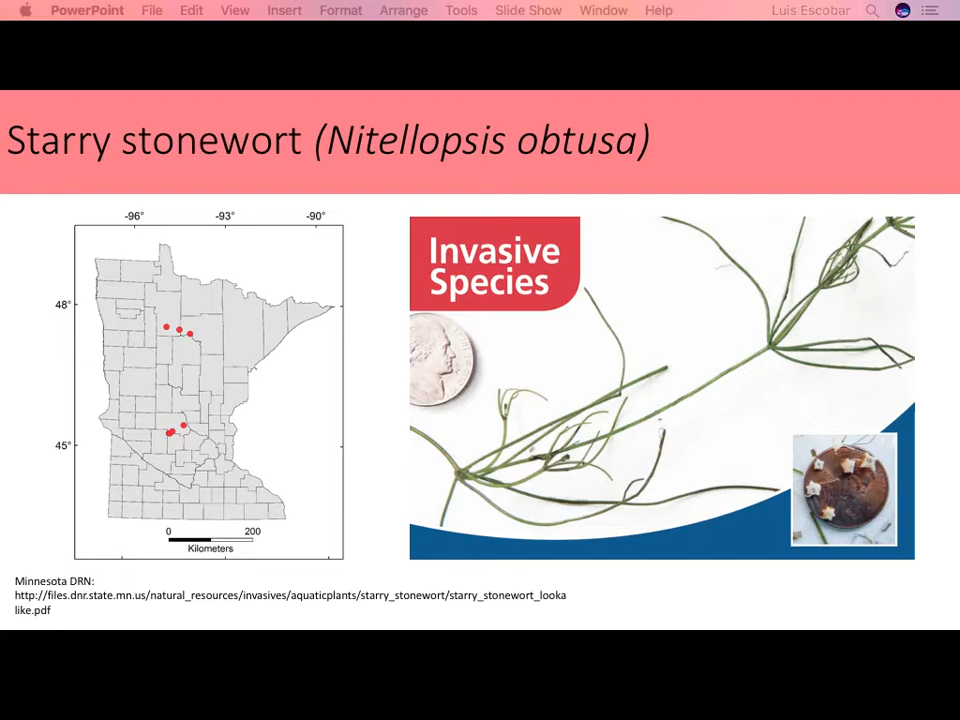 PowerPoint File Edit View Insert Format Arrange Tools Slide Show Window Help Luis Escobar
Starry stonewort (Nitellopsis obtusa)
-96° -93° -90°
48°
45°
0 200
Kilometers
Invasive
Species
Minnesota DRN:
http://files.dnr.state.mn.us/natural_resources/invasives/aquaticplants/starry_stonewort/starry_stonewort_looka
like.pdf